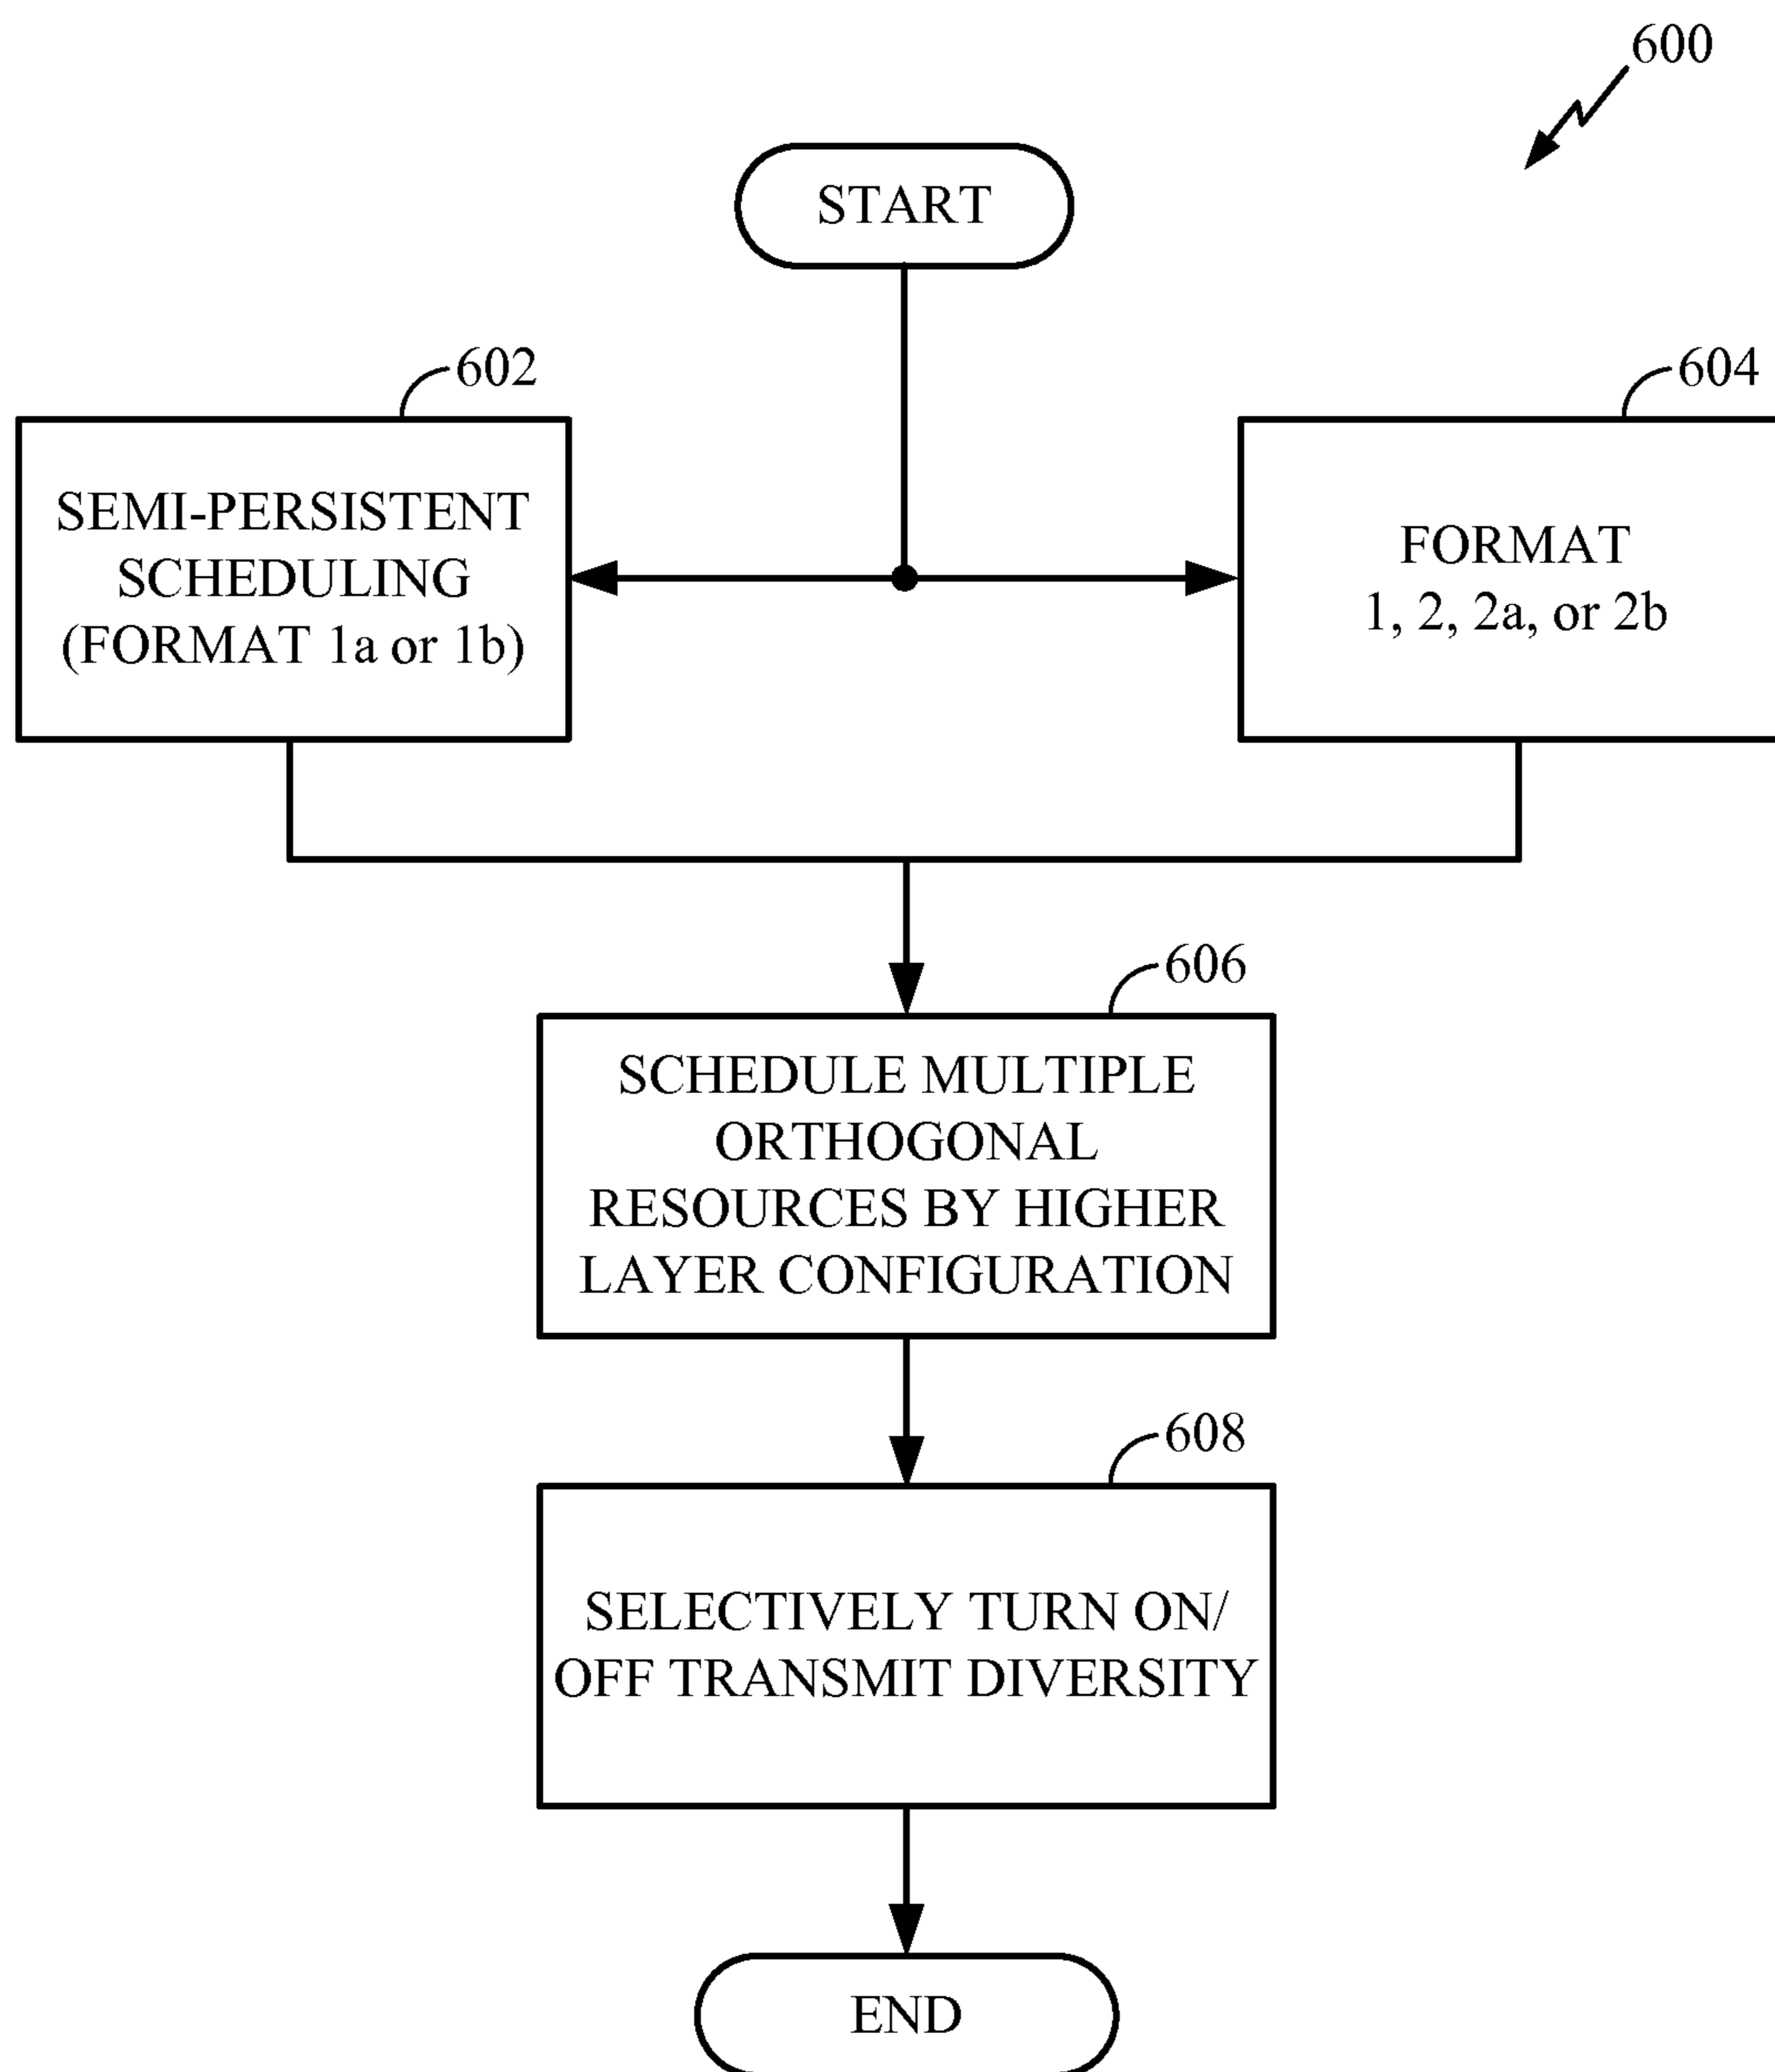 600
START
602
SEMI-PERSISTENT
SCHEDULING
(FORMAT 1a or 1b)
604
FORMAT
1, 2, 2a, or 2b
606
SCHEDULE MULTIPLE
ORTHOGONAL
RESOURCES BY HIGHER
LAYER CONFIGURATION
608
SELECTIVELY TURN ON/
OFF TRANSMIT DIVERSITY
END